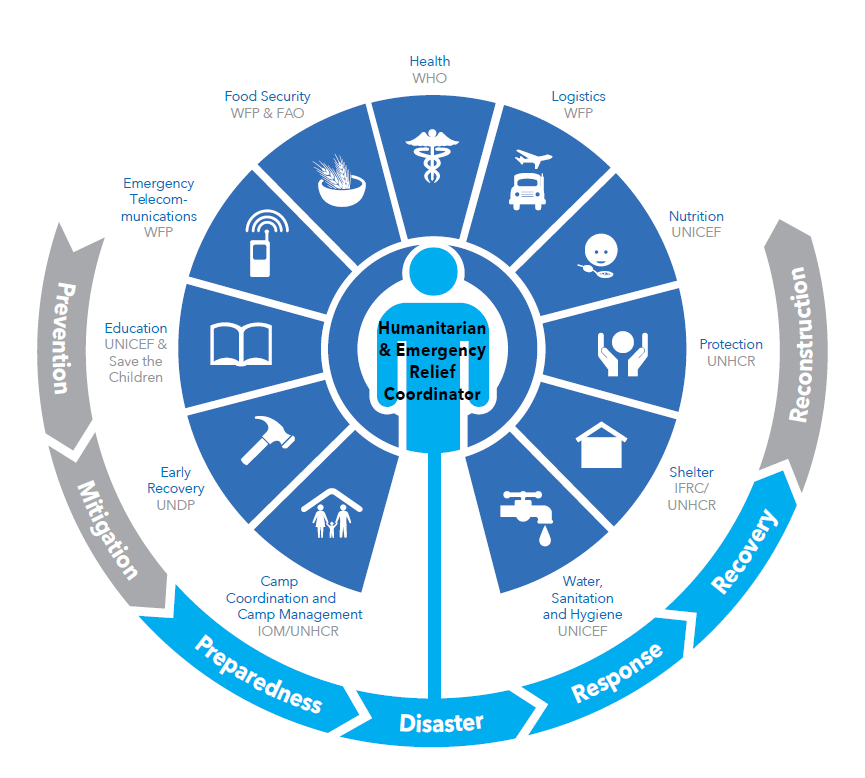 Health
WHO
Food Security
WFP & FAO
Logistics
WFP
Emergency
Telecom-
munications
WFP
Nutrition
UNICEF
Education
UNICEF &
Save the
Children
Humanitarian
& Emergency
Relief
Coordinator
Protection
UNHCR
Early
Recovery
UNDP
Shelter
IFRC/
UNHCR
Camp
Coordination and
Camp Management
IOM/UNHCR
Water,
Sanitation
and Hygiene
UNICEF
Prevention
Mitigation
Preparedness
Disaster
Response
Recovery
Reconstruction